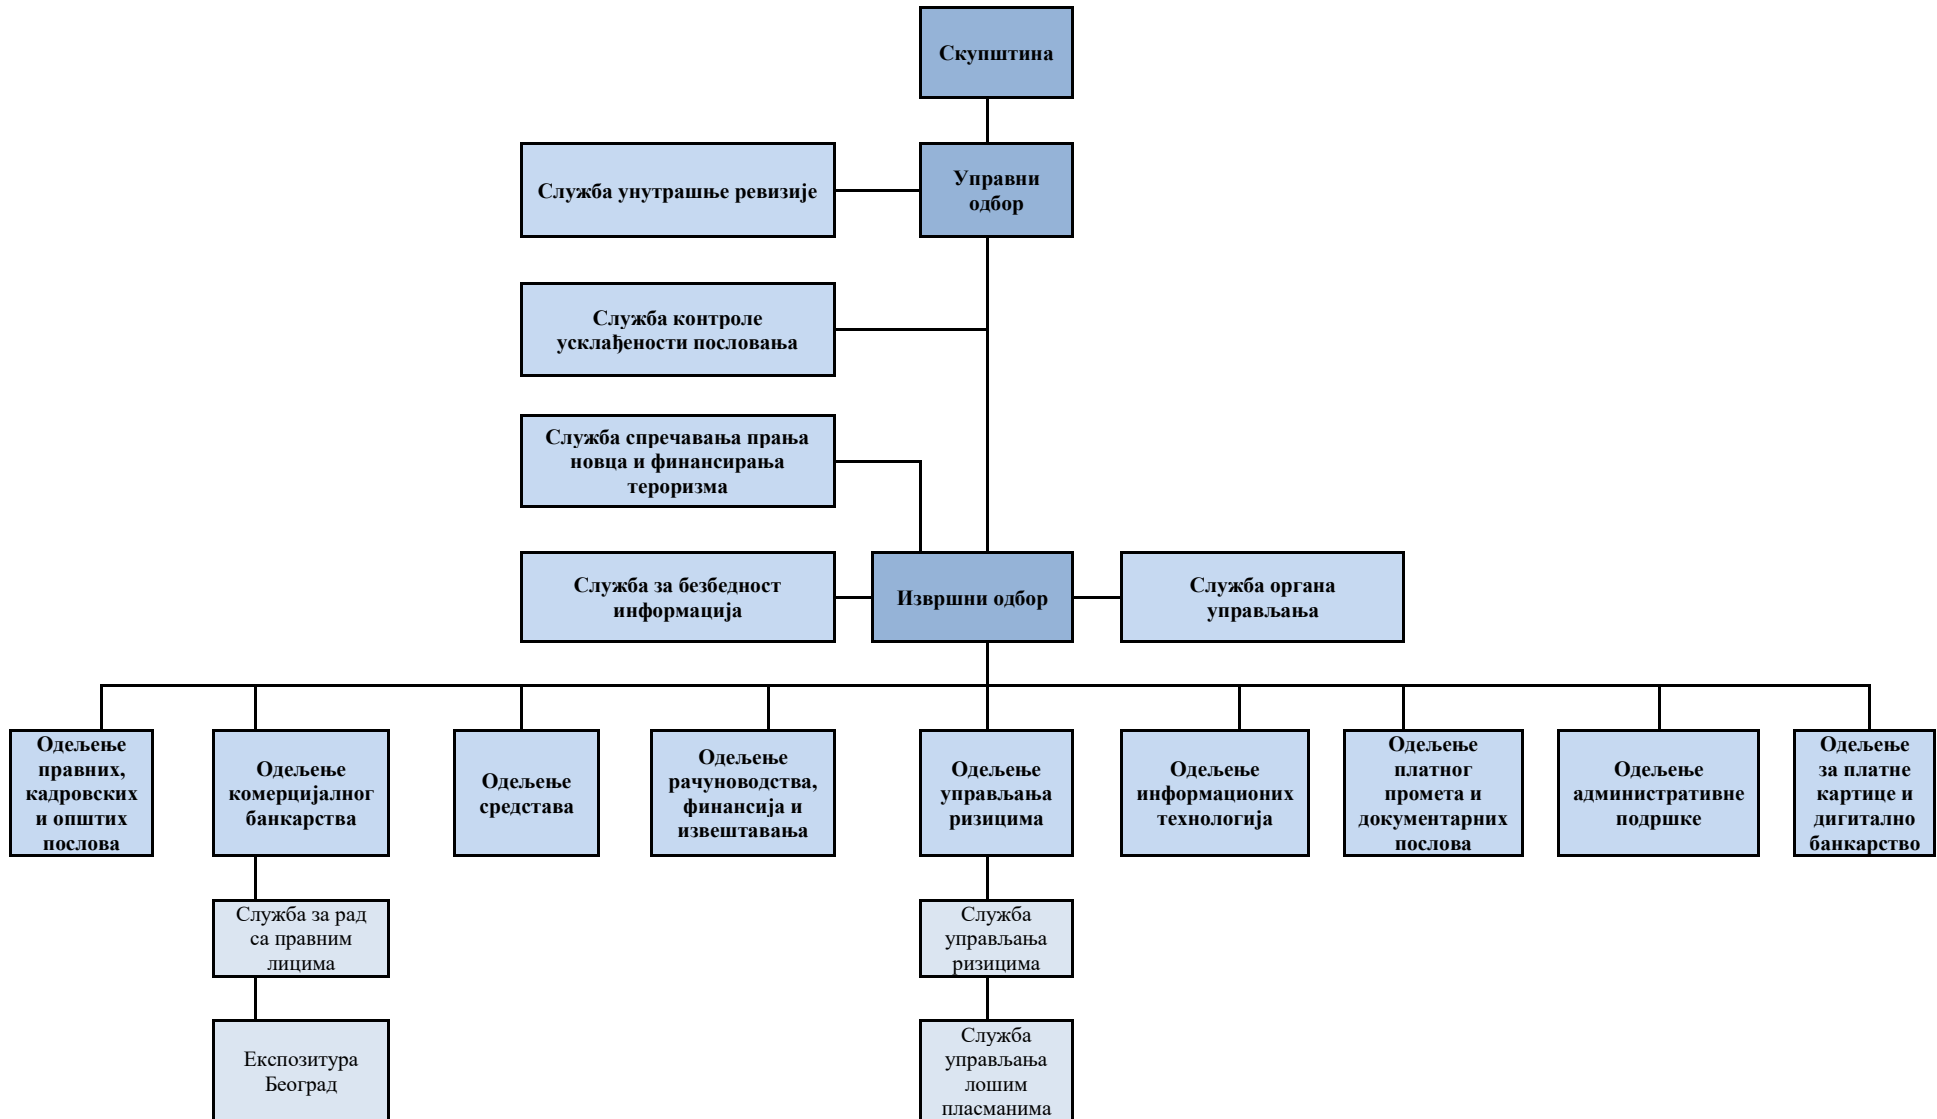 Скупштина
Служба унутрашње ревизије
Управни
одбор
Служба контроле
усклађености пословања
Служба спречавања прања
новца и финансирања
тероризма
Служба за безбедност
информација
Извршни одбор
Служба органа
управљања
Одељење
правних,
кадровских
и општих
послова
Одељење
комерцијалног
банкарства
Одељење
средстава
Одељење
рачуноводства,
финансија и
извештавања
Одељење
управљања
ризицима
Одељење
информационих
технологија
Одељење
платног
промета и
документарних
послова
Одељење
административне
подршке
Одељење
за платне
картице и
дигитално
банкарство
Служба за рад
са правним
лицима
Служба
управљања
ризицима
Експозитура
Београд
Служба
управљања
лошим
пласманима